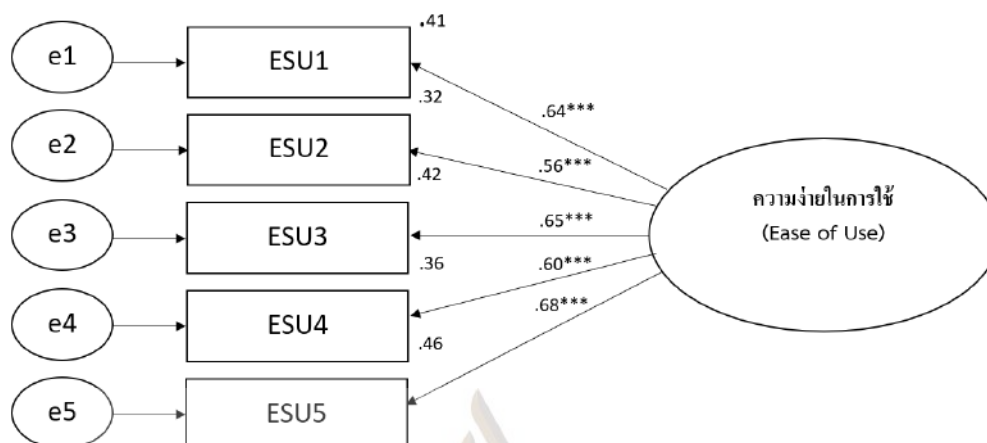 .41
e1
ESU1
.32
.64***
e2
ESU2
.56***
.42
ความง่ายในการใช้
(Ease of Use)
e3
ESU3
.65***
.36
.60***
e4
ESU4
.68***
.46
e5
ESU5